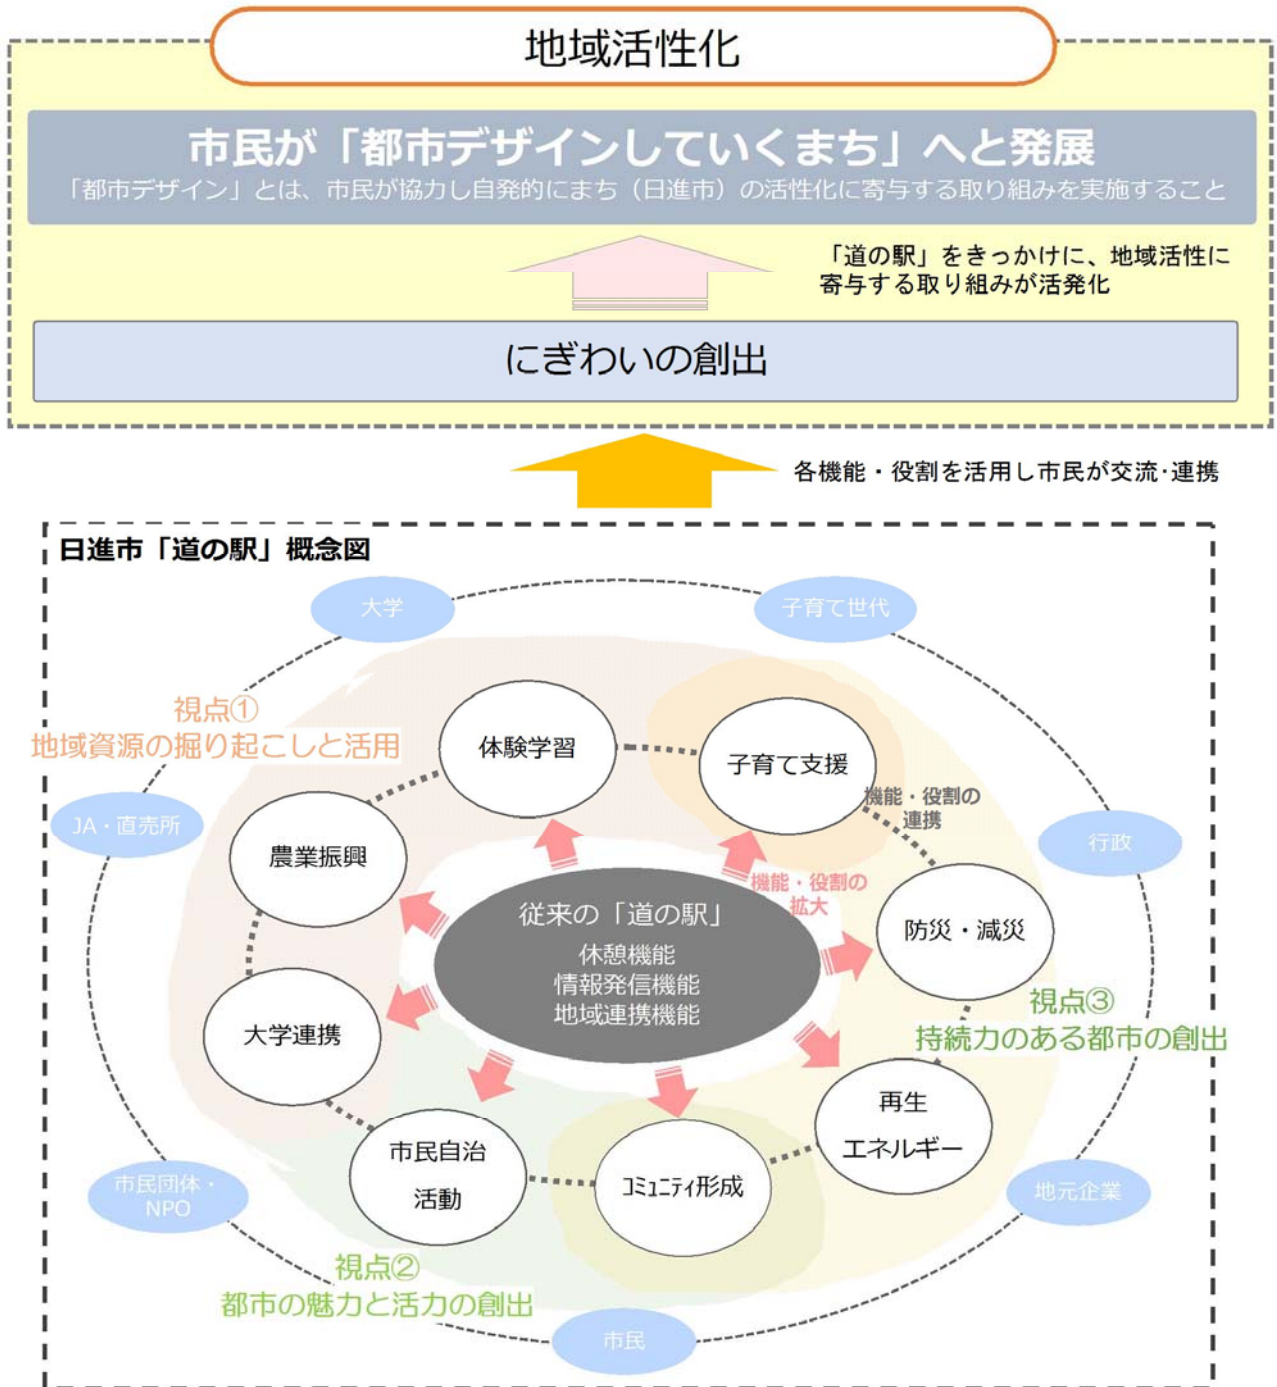 地域活性化
市民が「都市デザインしていくまち」へと発展
「都市デザイン」とは、市民が協力し自発的にまち（日進市）の活性化に寄与する取り組みを実施すること
「道の駅」をきっかけに、地域活性に
寄与する取り組みが活発化
にぎわいの創出
各機能・役割を活用し市民が交流･連携
日進市「道の駅」概念図
大学
子育て世代
視点①
地域資源の掘り起こしと活用
体験学習
子育て支援
機能・役割の
連携
JA・直売所
行政
農業振興
機能・役割の
拡大
従来の「道の駅」
休憩機能
情報発信機能
地域連携機能
防災・減災
視点③
持続力のある都市の創出
大学連携
再生
エネルギー
市民自治
活動
ｺﾐｭﾆﾃｨ形成
市民団体・
NPO
地元企業
視点②
都市の魅力と活力の創出
市民